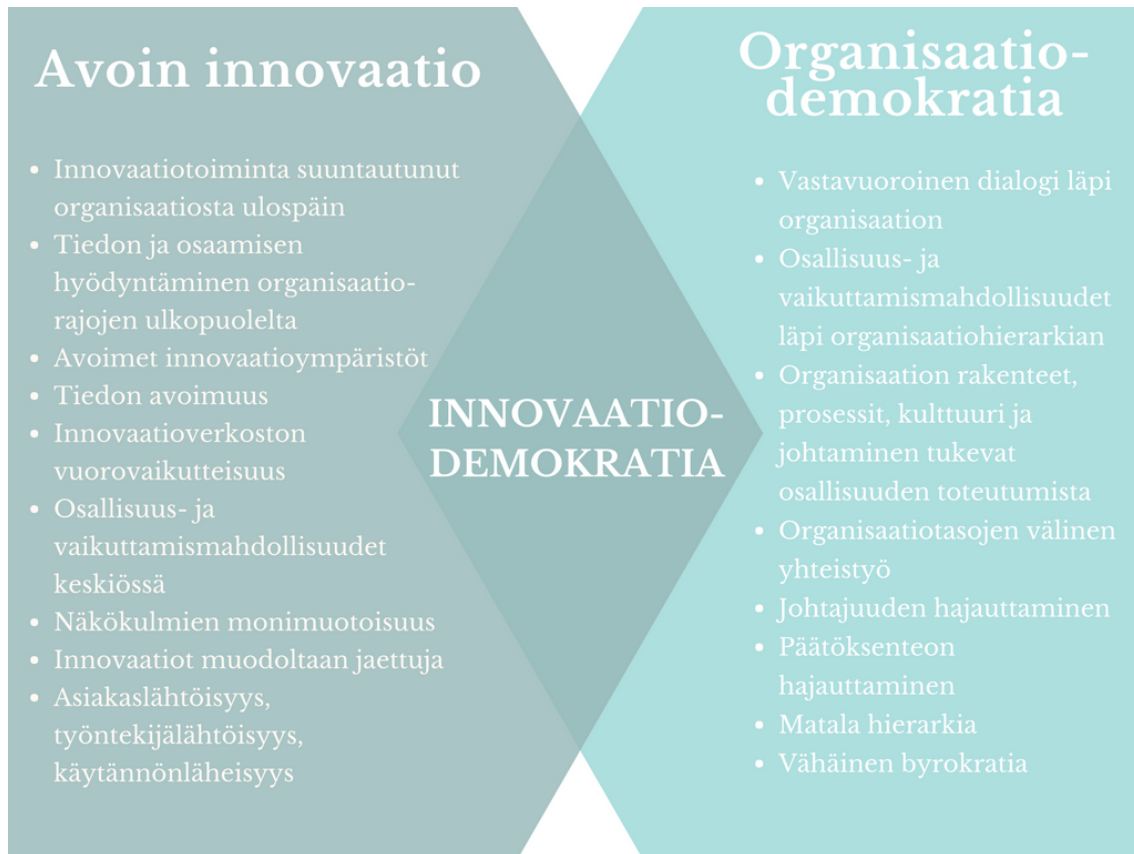 Avoin innovaatio
• Innovaatiotoiminta suuntautunut
organisaatiosta ulospäin
• Tiedon ja osaamisen
hyödyntäminen organisaatio-
rajojen ulkopuolelta
• Avoimet innovaatioympäristöt
• Tiedon avoimuus
• Innovaatioverkoston
vuorovaikutteisuus
• Osallisuus- ja
vaikuttamismahdollisuudet
keskiössä
• Näkökulmien monimuotoisuus
• Innovaatiot muodoltaan jaettuja
• Asiakaslähtöisyys,
työntekijälähtöisyys,
käytännönläheisyys
INNOVAATIO-
DEMOKRATIA
Organisaatio-
demokratia
• Vastavuoroinen dialogi läpi
organisaation
• Osallisuus- ja
vaikuttamismahdollisuudet
läpi organisaatiohierarkian
• Organisaation rakenteet,
prosessit, kulttuuri ja
johtaminen tukevat
osallisuuden toteutumista
• Organisaatiotasojen välinen
yhteistyö
• Johtajuuden hajauttaminen
• Päätöksenteon
hajauttaminen
• Matala hierarkia
• Vähäinen byrokratia